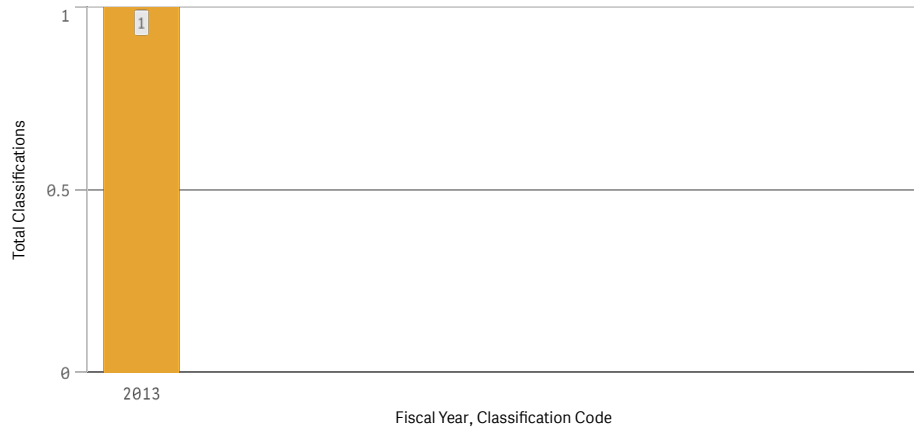 1
1
Total Classifications
0.5
0
2013
Fiscal Year, Classification Code